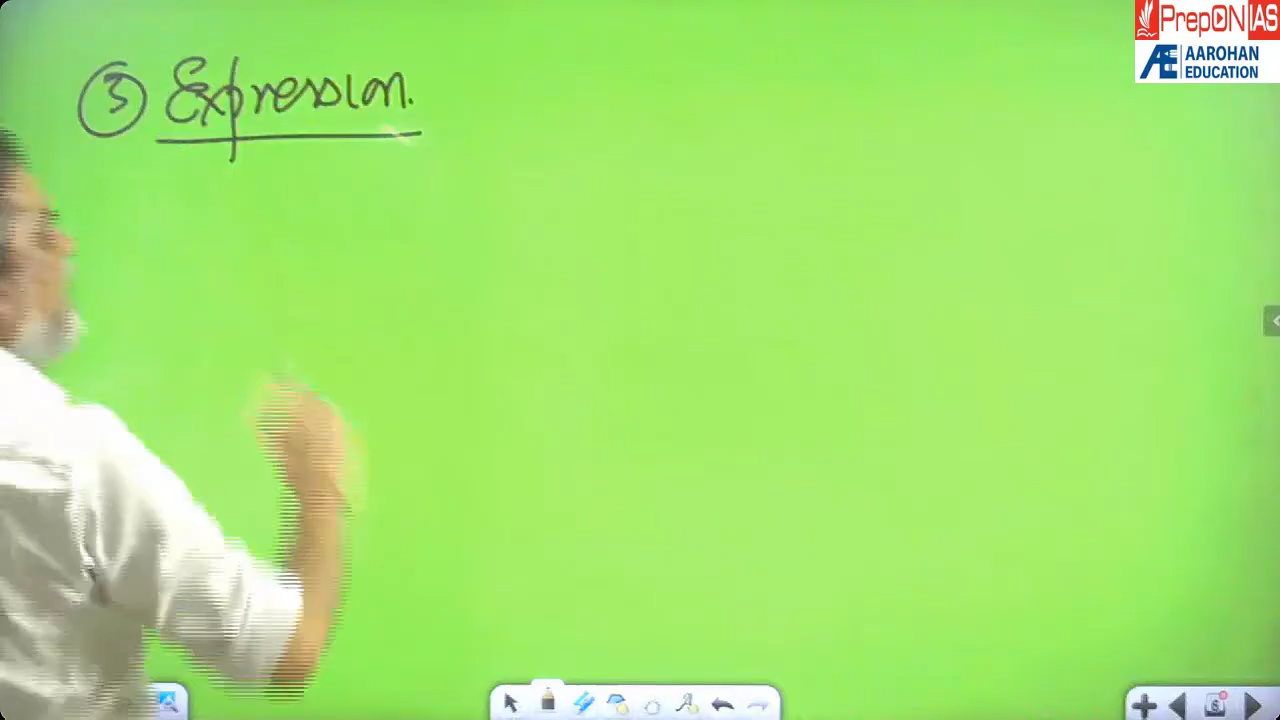 ③ Expression.
PrepON IAS
AAROHAN
EDUCATION